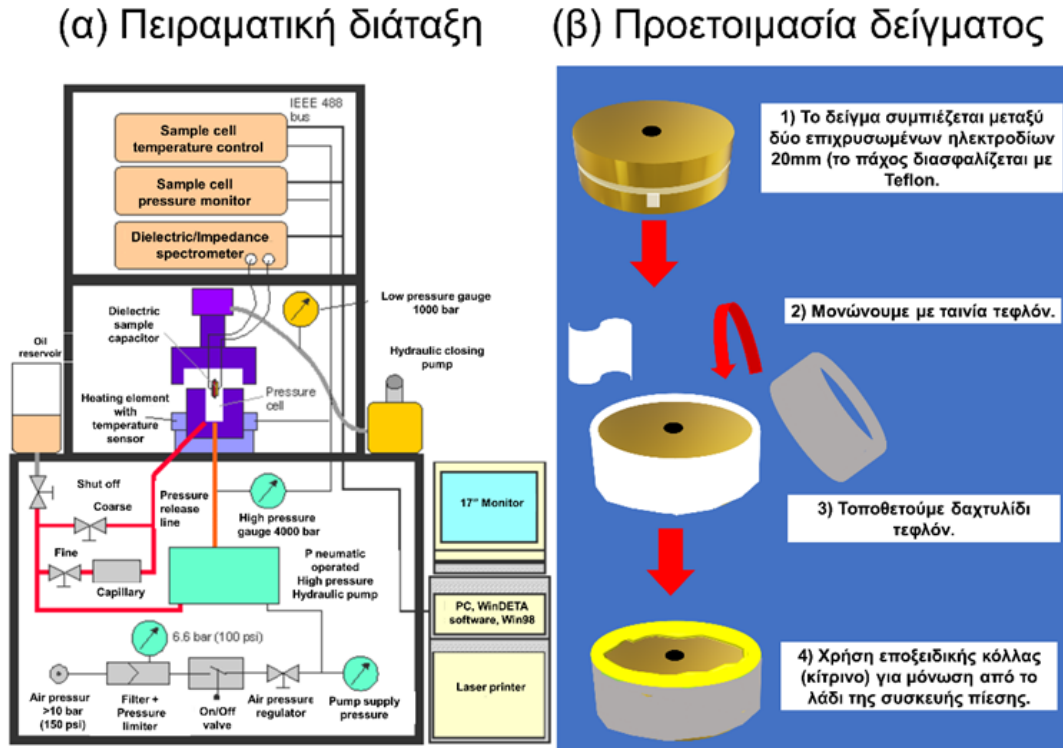 (α) Πειραματική διάταξη
IEEE 488
bus
Sample cell
temperature control
Sample cell
pressure monitor
Dielectric/Impedance
spectrometer
Low pressure gauge
1000 bar
Dielectric
sample
capacitor
Oil
reservoir
Hydraulic closing
pump
Pressure
cell
Heating element
with
temperature
sensor
Shut off
Coarse
Pressure
release
line
High pressure
gauge 4000 bar
17" Monitor
Fine
Capillary
P neumatic
operated
High pressure
Hydraulic pump
PC, WinDETA
software, Win98
6.6 bar (100 psi)
Air pressur
>10 bar
(150 psi)
Filter +
Pressure
limiter
On/Off
valve
Air pressure
regulator
Pump supply
pressure
Laser printer
(β) Προετοιμασία δείγματος
1) Το δείγμα συμπιέζεται μεταξύ
δύο επιχρυσωμένων ηλεκτροδίων
20mm (το πάχος διασφαλίζεται με
Teflon.
2) Μονώνουμε με ταινία τεφλόν.
3) Τοποθετούμε δαχτυλίδι
τεφλόν.
4) Χρήση εποξειδικής κόλλας
(κίτρινο) για μόνωση από το
λάδι της συσκευής πίεσης.